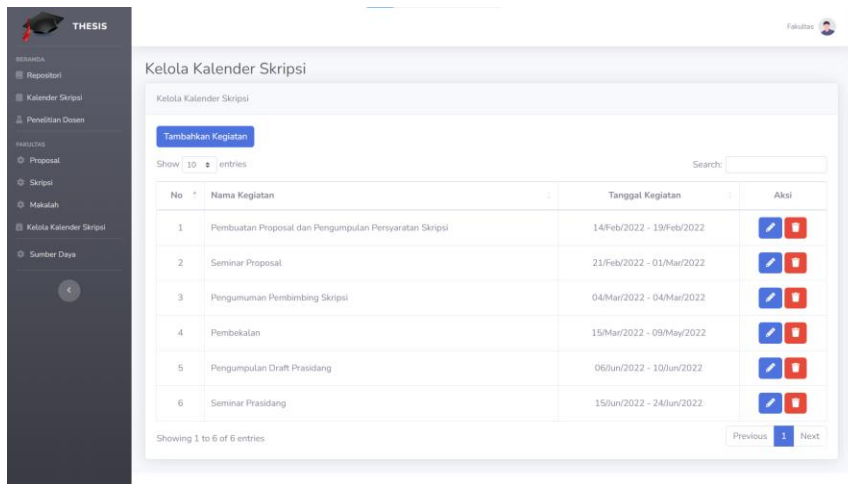 THESIS
Fakultas
BERANDA
Repositori
Kalender Skripsi
Penelitian Dosen
FAKULTAS
Proposal
Skripsi
Makalah
Kelola Kalender Skripsi
Sumber Daya
Kelola Kalender Skripsi
Kelola Kalender Skripsi
Tambahkan Kegiatan
Show 10 entries
Search:
No Nama Kegiatan Tanggal Kegiatan Aksi
1 Pembuatan Proposal dan Pengumpulan Persyaratan Skripsi 14/Feb/2022 - 19/Feb/2022
2 Seminar Proposal 21/Feb/2022 - 01/Mar/2022
3 Pengumuman Pembimbing Skripsi 04/Mar/2022 - 04/Mar/2022
4 Pembekalan 15/Mar/2022 - 09/May/2022
5 Pengumpulan Draft Prasidang 06/Jun/2022 - 10/Jun/2022
6 Seminar Prasidang 15/Jun/2022 - 24/Jun/2022
Showing 1 to 6 of 6 entries
Previous 1 Next